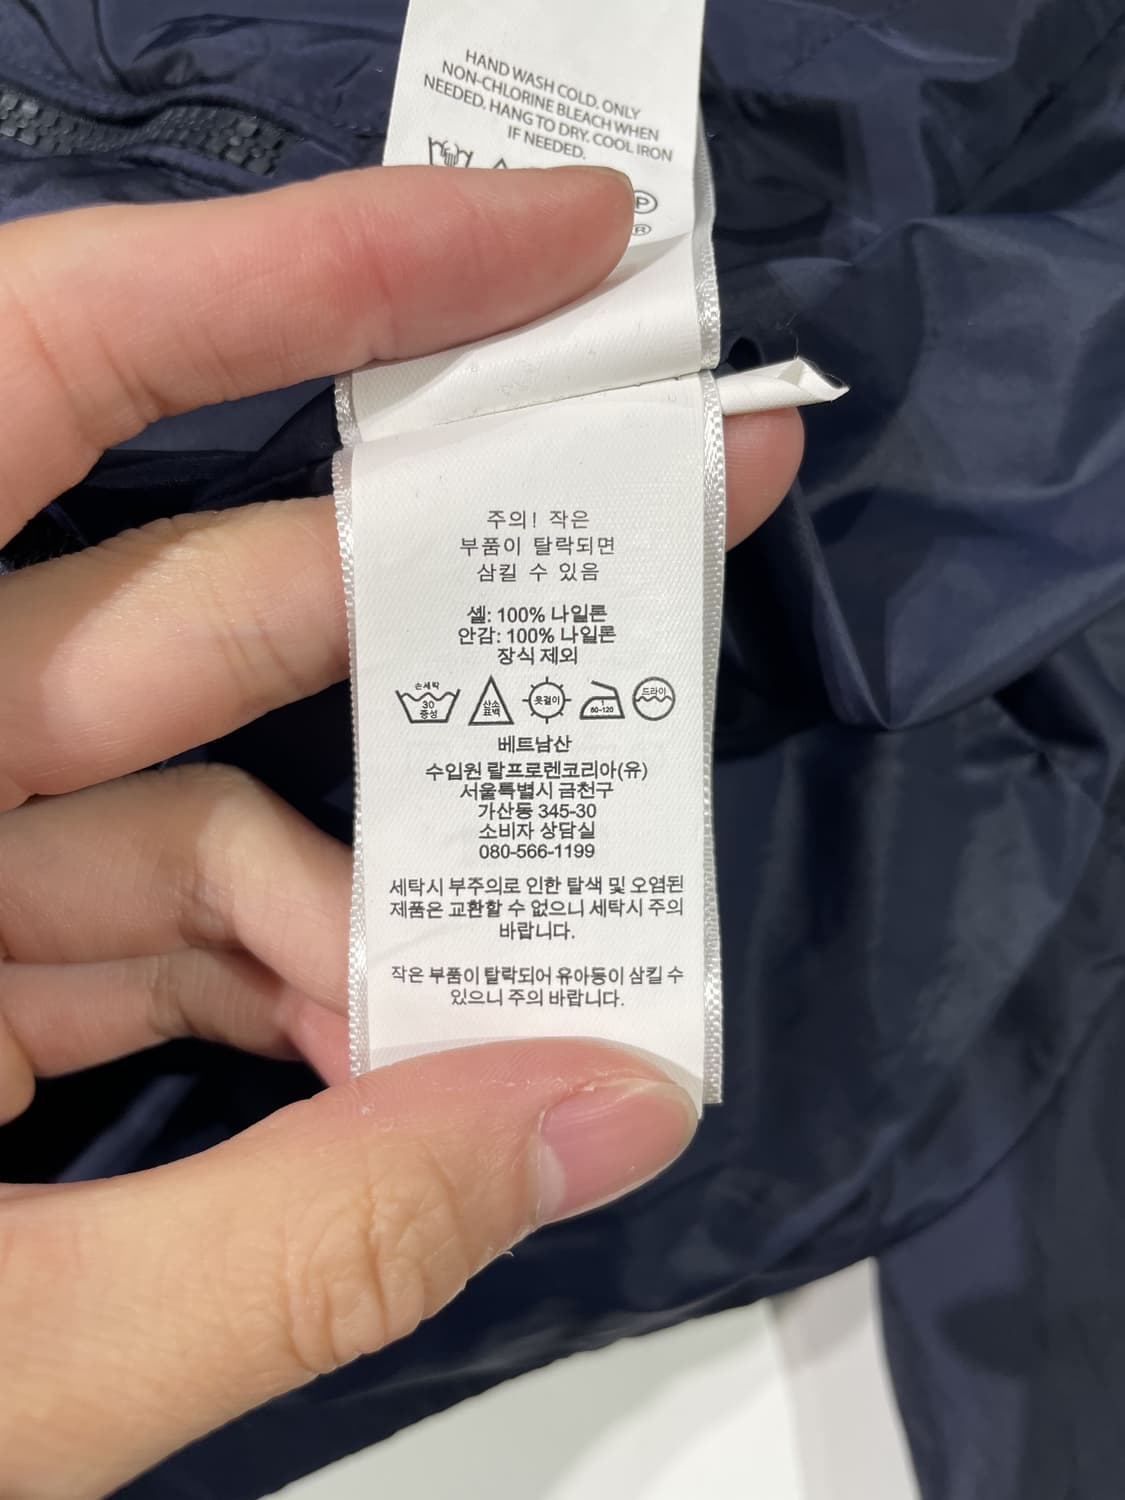 HAND WASH COLD. ONLY
NON-CHLORINE BLEACH WHEN
NEEDED. HANG TO DRY. COOL IRON
IF NEEDED.
P
R
주의! 작은
부품이 탈락되면
삼킬 수 있음
셸: 100% 나일론
안감: 100% 나일론
장식 제외
손세탁
30
중성
산소
표백
옷걸이
80~120
드라이
베트남산
수입원 랄프로렌코리아(유)
서울특별시 금천구
가산동 345-30
소비자 상담실
080-566-1199
세탁시 부주의로 인한 탈색 및 오염된
제품은 교환할 수 없으니 세탁시 주의
바랍니다.
작은 부품이 탈락되어 유아동이 삼킬 수
있으니 주의 바랍니다.